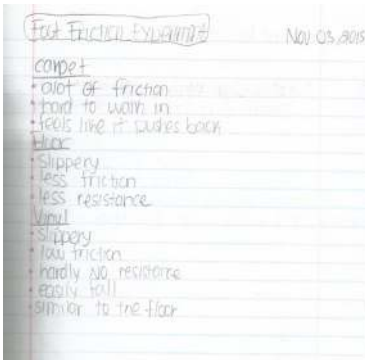 Foot Friction Experiment
Nov 03, 2015
carpet
• alot of friction
• hard to walk in
• feels like it pushes back
Floor
• slippery
• less friction
• less resistance
Vinyl
• slippery
• low friction
• hardly no resistance
• easily fall
• similar to the floor